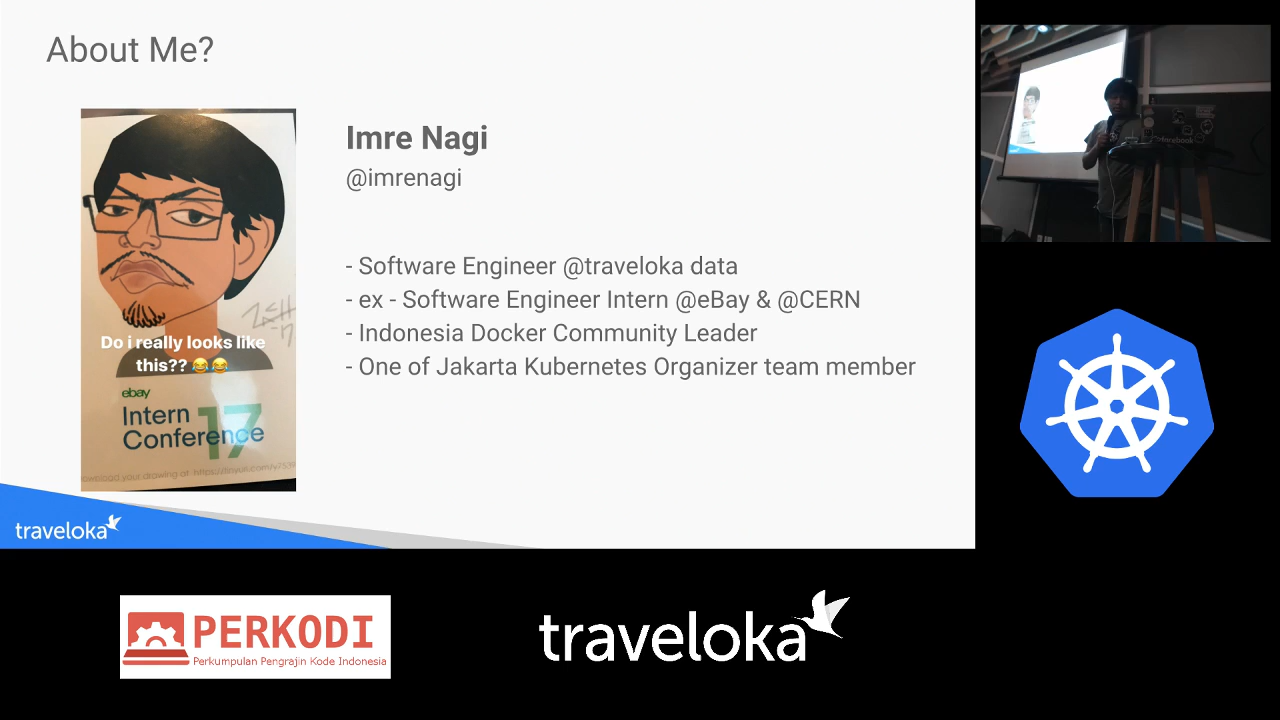 About Me?
Do i really looks like
this?? 😂😂
ebay
Intern
Conference
17
Imre Nagi
@imrenagi
- Software Engineer @traveloka data
- ex - Software Engineer Intern @eBay & @CERN
- Indonesia Docker Community Leader
- One of Jakarta Kubernetes Organizer team member
traveloka
PERKODI
Perkumpulan Pengrajin Kode Indonesia
traveloka